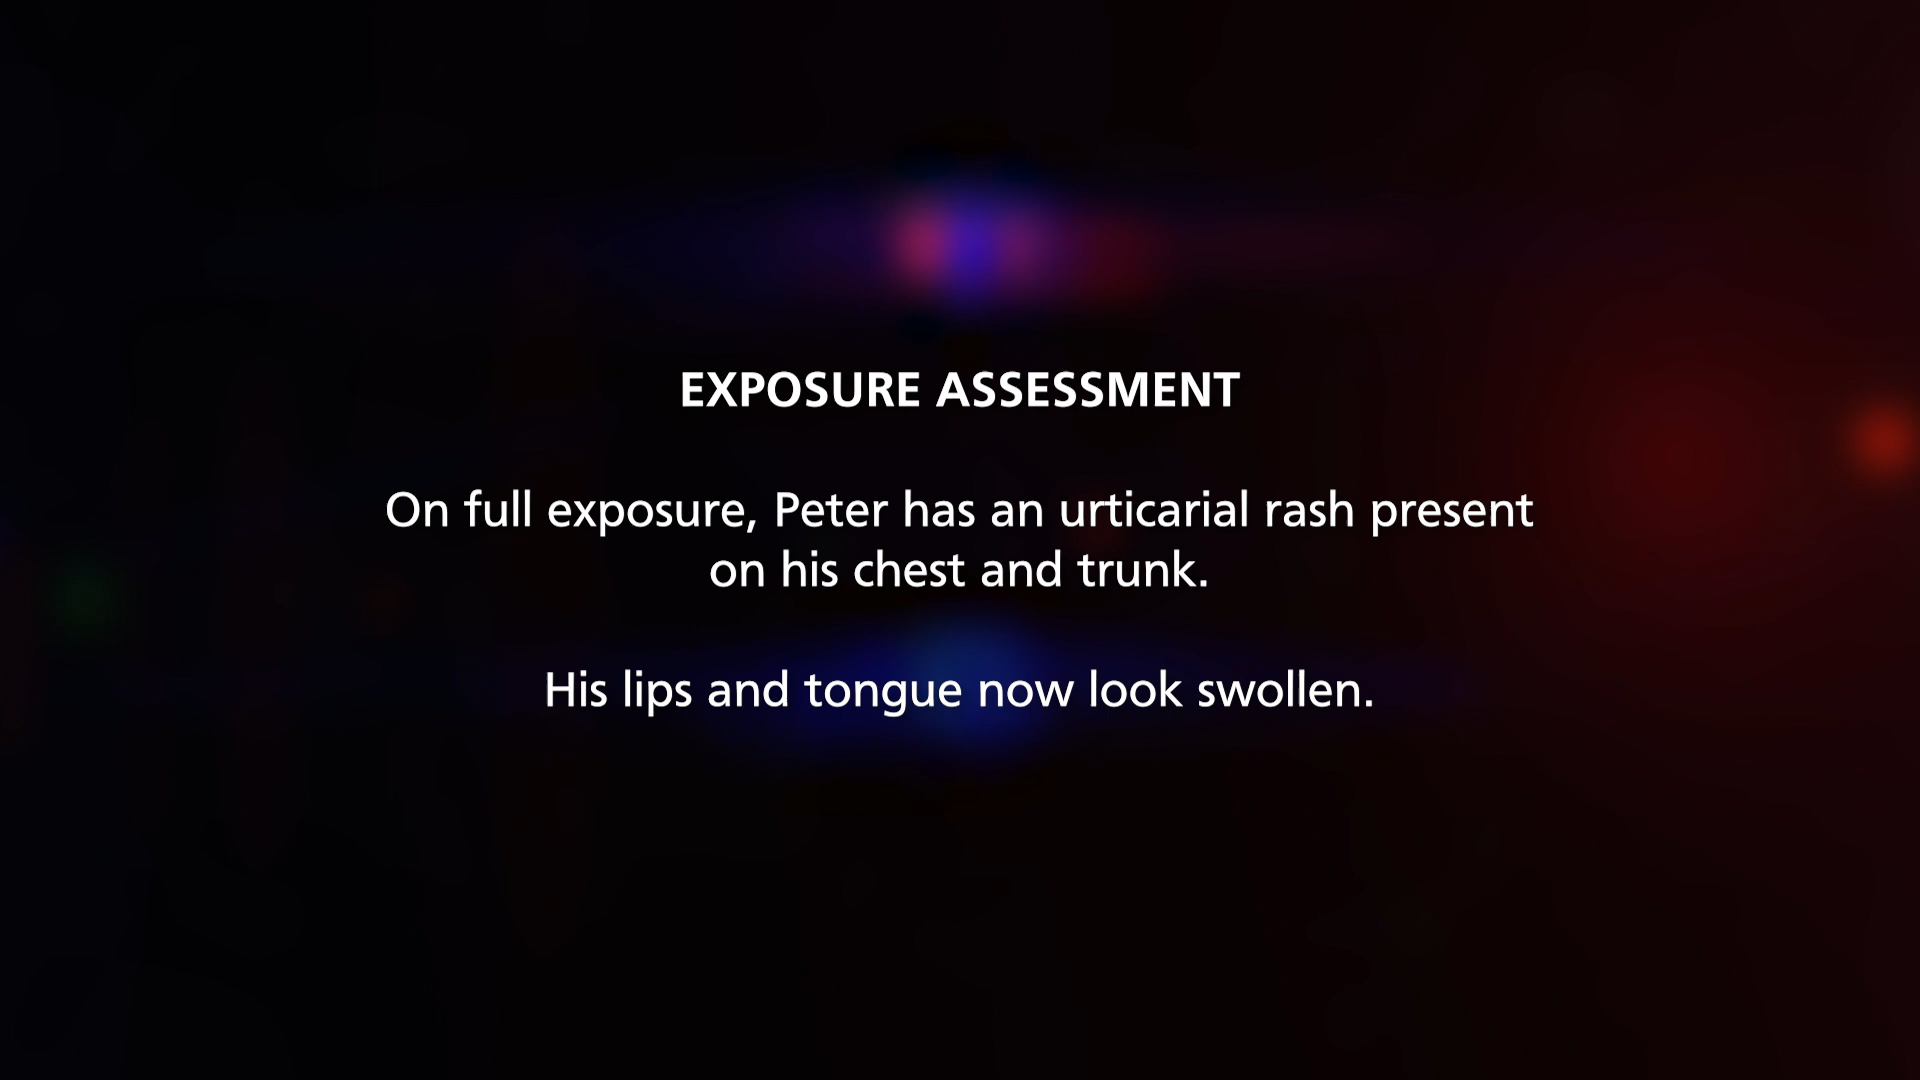 EXPOSURE ASSESSMENT
On full exposure, Peter has an urticarial rash present
on his chest and trunk.
His lips and tongue now look swollen.